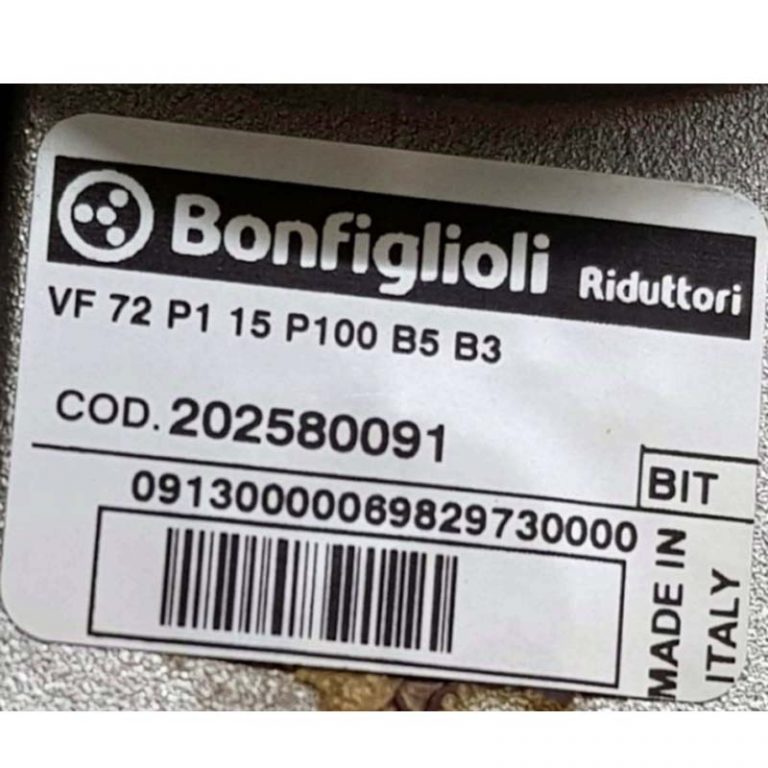 Bonfiglioli Riduttori
VF 72 P1 15 P100 B5 B3
COD. 202580091
BIT
09130000069829730000
MADE IN
ITALY